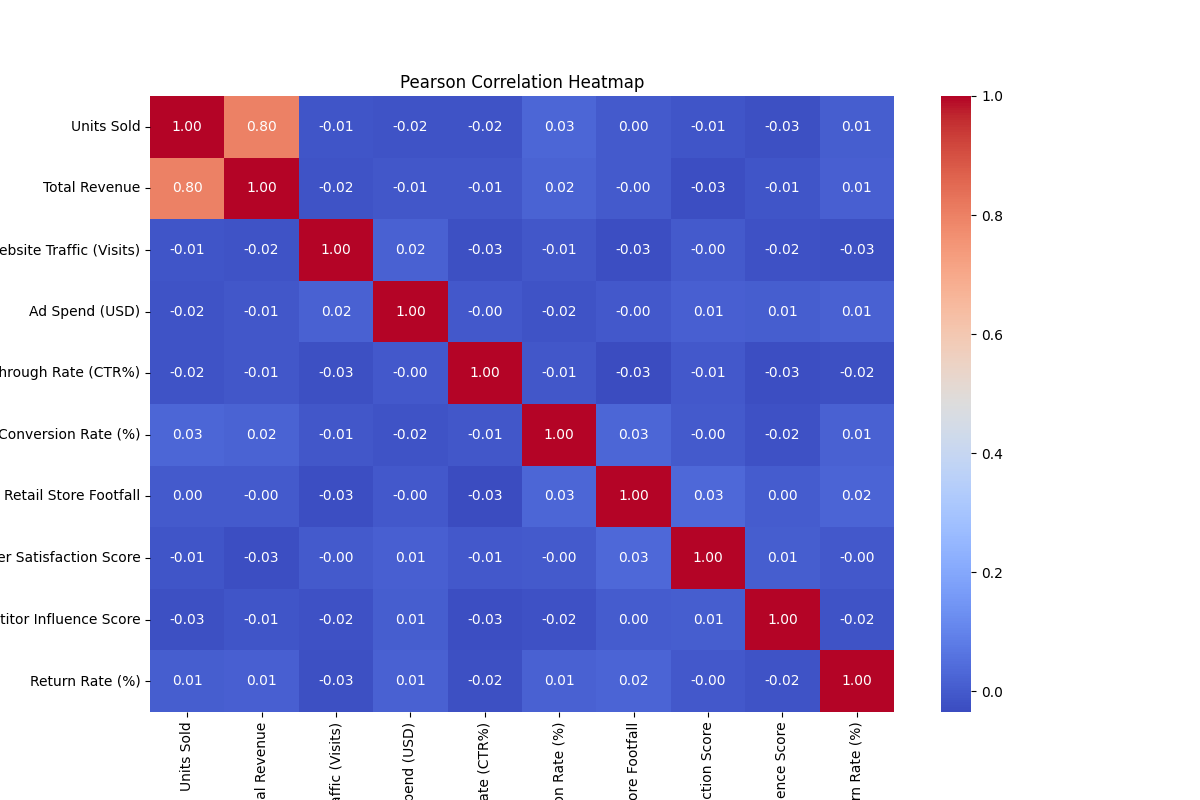 Pearson Correlation Heatmap
Units Sold 1.00 0.80 -0.01 -0.02 -0.02 0.03 0.00 -0.01 -0.03 0.01
Total Revenue 0.80 1.00 -0.02 -0.01 -0.01 0.02 -0.00 -0.03 -0.01 0.01
ebsite Traffic (Visits) -0.01 -0.02 1.00 0.02 -0.03 -0.01 -0.03 -0.00 -0.02 -0.03
Ad Spend (USD) -0.02 -0.01 0.02 1.00 -0.00 -0.02 -0.00 0.01 0.01 0.01
hrough Rate (CTR%) -0.02 -0.01 -0.03 -0.00 1.00 -0.01 -0.03 -0.01 -0.03 -0.02
Conversion Rate (%) 0.03 0.02 -0.01 -0.02 -0.01 1.00 0.03 -0.00 -0.02 0.01
Retail Store Footfall 0.00 -0.00 -0.03 -0.00 -0.03 0.03 1.00 0.03 0.00 0.02
er Satisfaction Score -0.01 -0.03 -0.00 0.01 -0.01 -0.00 0.03 1.00 0.01 -0.00
titor Influence Score -0.03 -0.01 -0.02 0.01 -0.03 -0.02 0.00 0.01 1.00 -0.02
Return Rate (%) 0.01 0.01 -0.03 0.01 -0.02 0.01 0.02 -0.00 -0.02 1.00
Units Sold
al Revenue
affic (Visits)
pend (USD)
ate (CTR%)
on Rate (%)
ore Footfall
ction Score
ence Score
rn Rate (%)
1.0
0.8
0.6
0.4
0.2
0.0